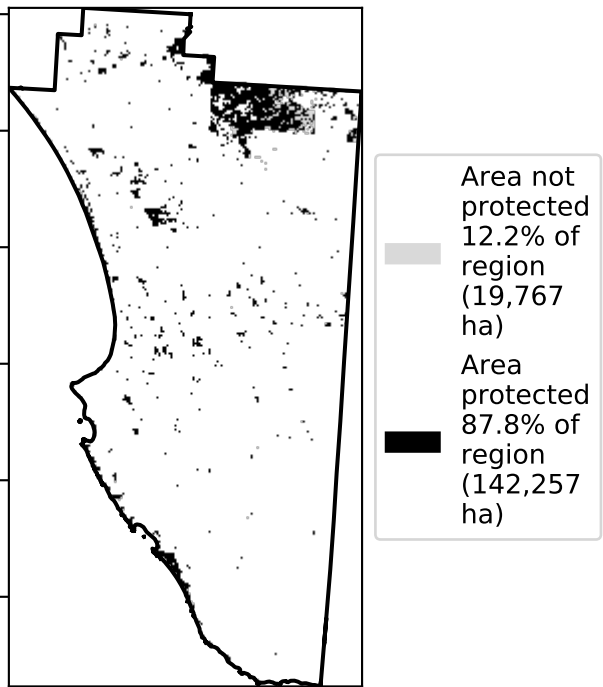 Area not
protected
12.2% of
region
(19,767
ha)
Area
protected
87.8% of
region
(142,257
ha)